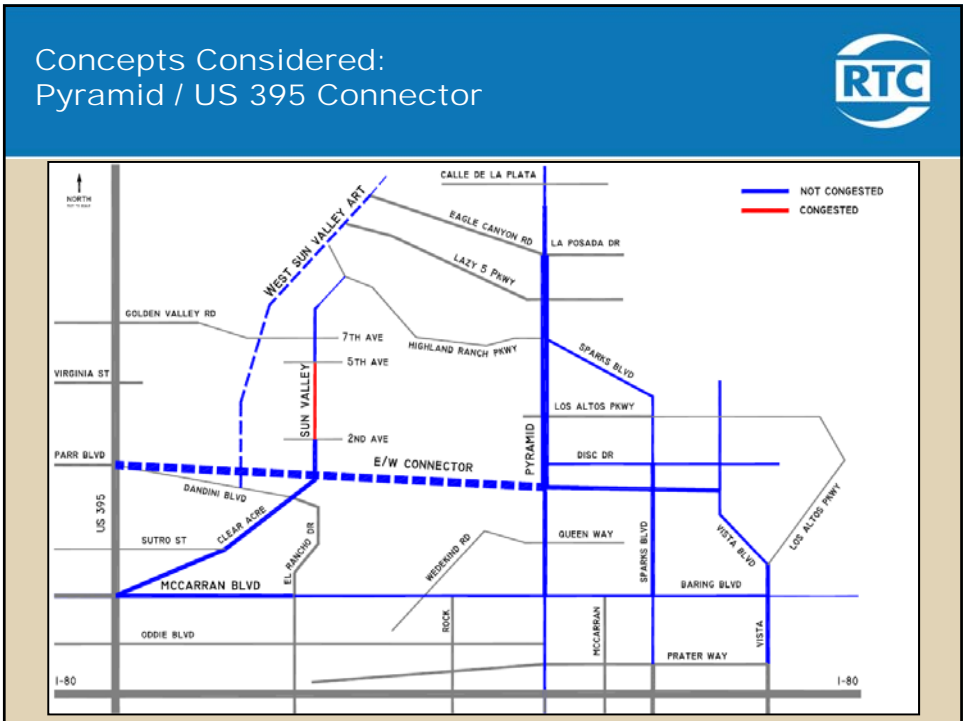 Concepts Considered:
Pyramid / US 395 Connector
RTC
NORTH
CALLE DE LA PLATA
NOT CONGESTED
CONGESTED
WEST SUN VALLEY ART
EAGLE CANYON RD
LA POSADA DR
LAZY 5 PKWY
GOLDEN VALLEY RD
7TH AVE
HIGHLAND RANCH PKWY
5TH AVE
SPARKS BLVD
VIRGINIA ST
SUN VALLEY
LOS ALTOS PKWY
2ND AVE
PYRAMID
PARR BLVD
E/W CONNECTOR
DISC DR
DANDINI BLVD
US 395
CLEAR ACRE
EL RANCHO DR
SUTRO ST
WEDEKIND RD
QUEEN WAY
SPARKS BLVD
VISTA BLVD
LOS ALTOS PKWY
MCCARRAN BLVD
BARING BLVD
ROCK
MCCARRAN
VISTA
ODDIE BLVD
PRATER WAY
I-80
I-80